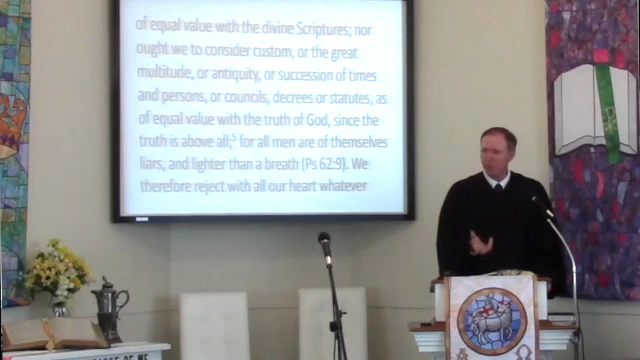 of equal value with the divine Scriptures; nor
ought we to consider custom, or the great
multitude, or antiquity, or succession of times
and persons, or councils, decrees or statutes, as
of equal value with the truth of God, since the
truth is above all;⁵ for all men are of themselves
liars, and lighter than a breath (Ps 62:9). We
therefore reject with all our heart whatever
OF ME
Α Ω